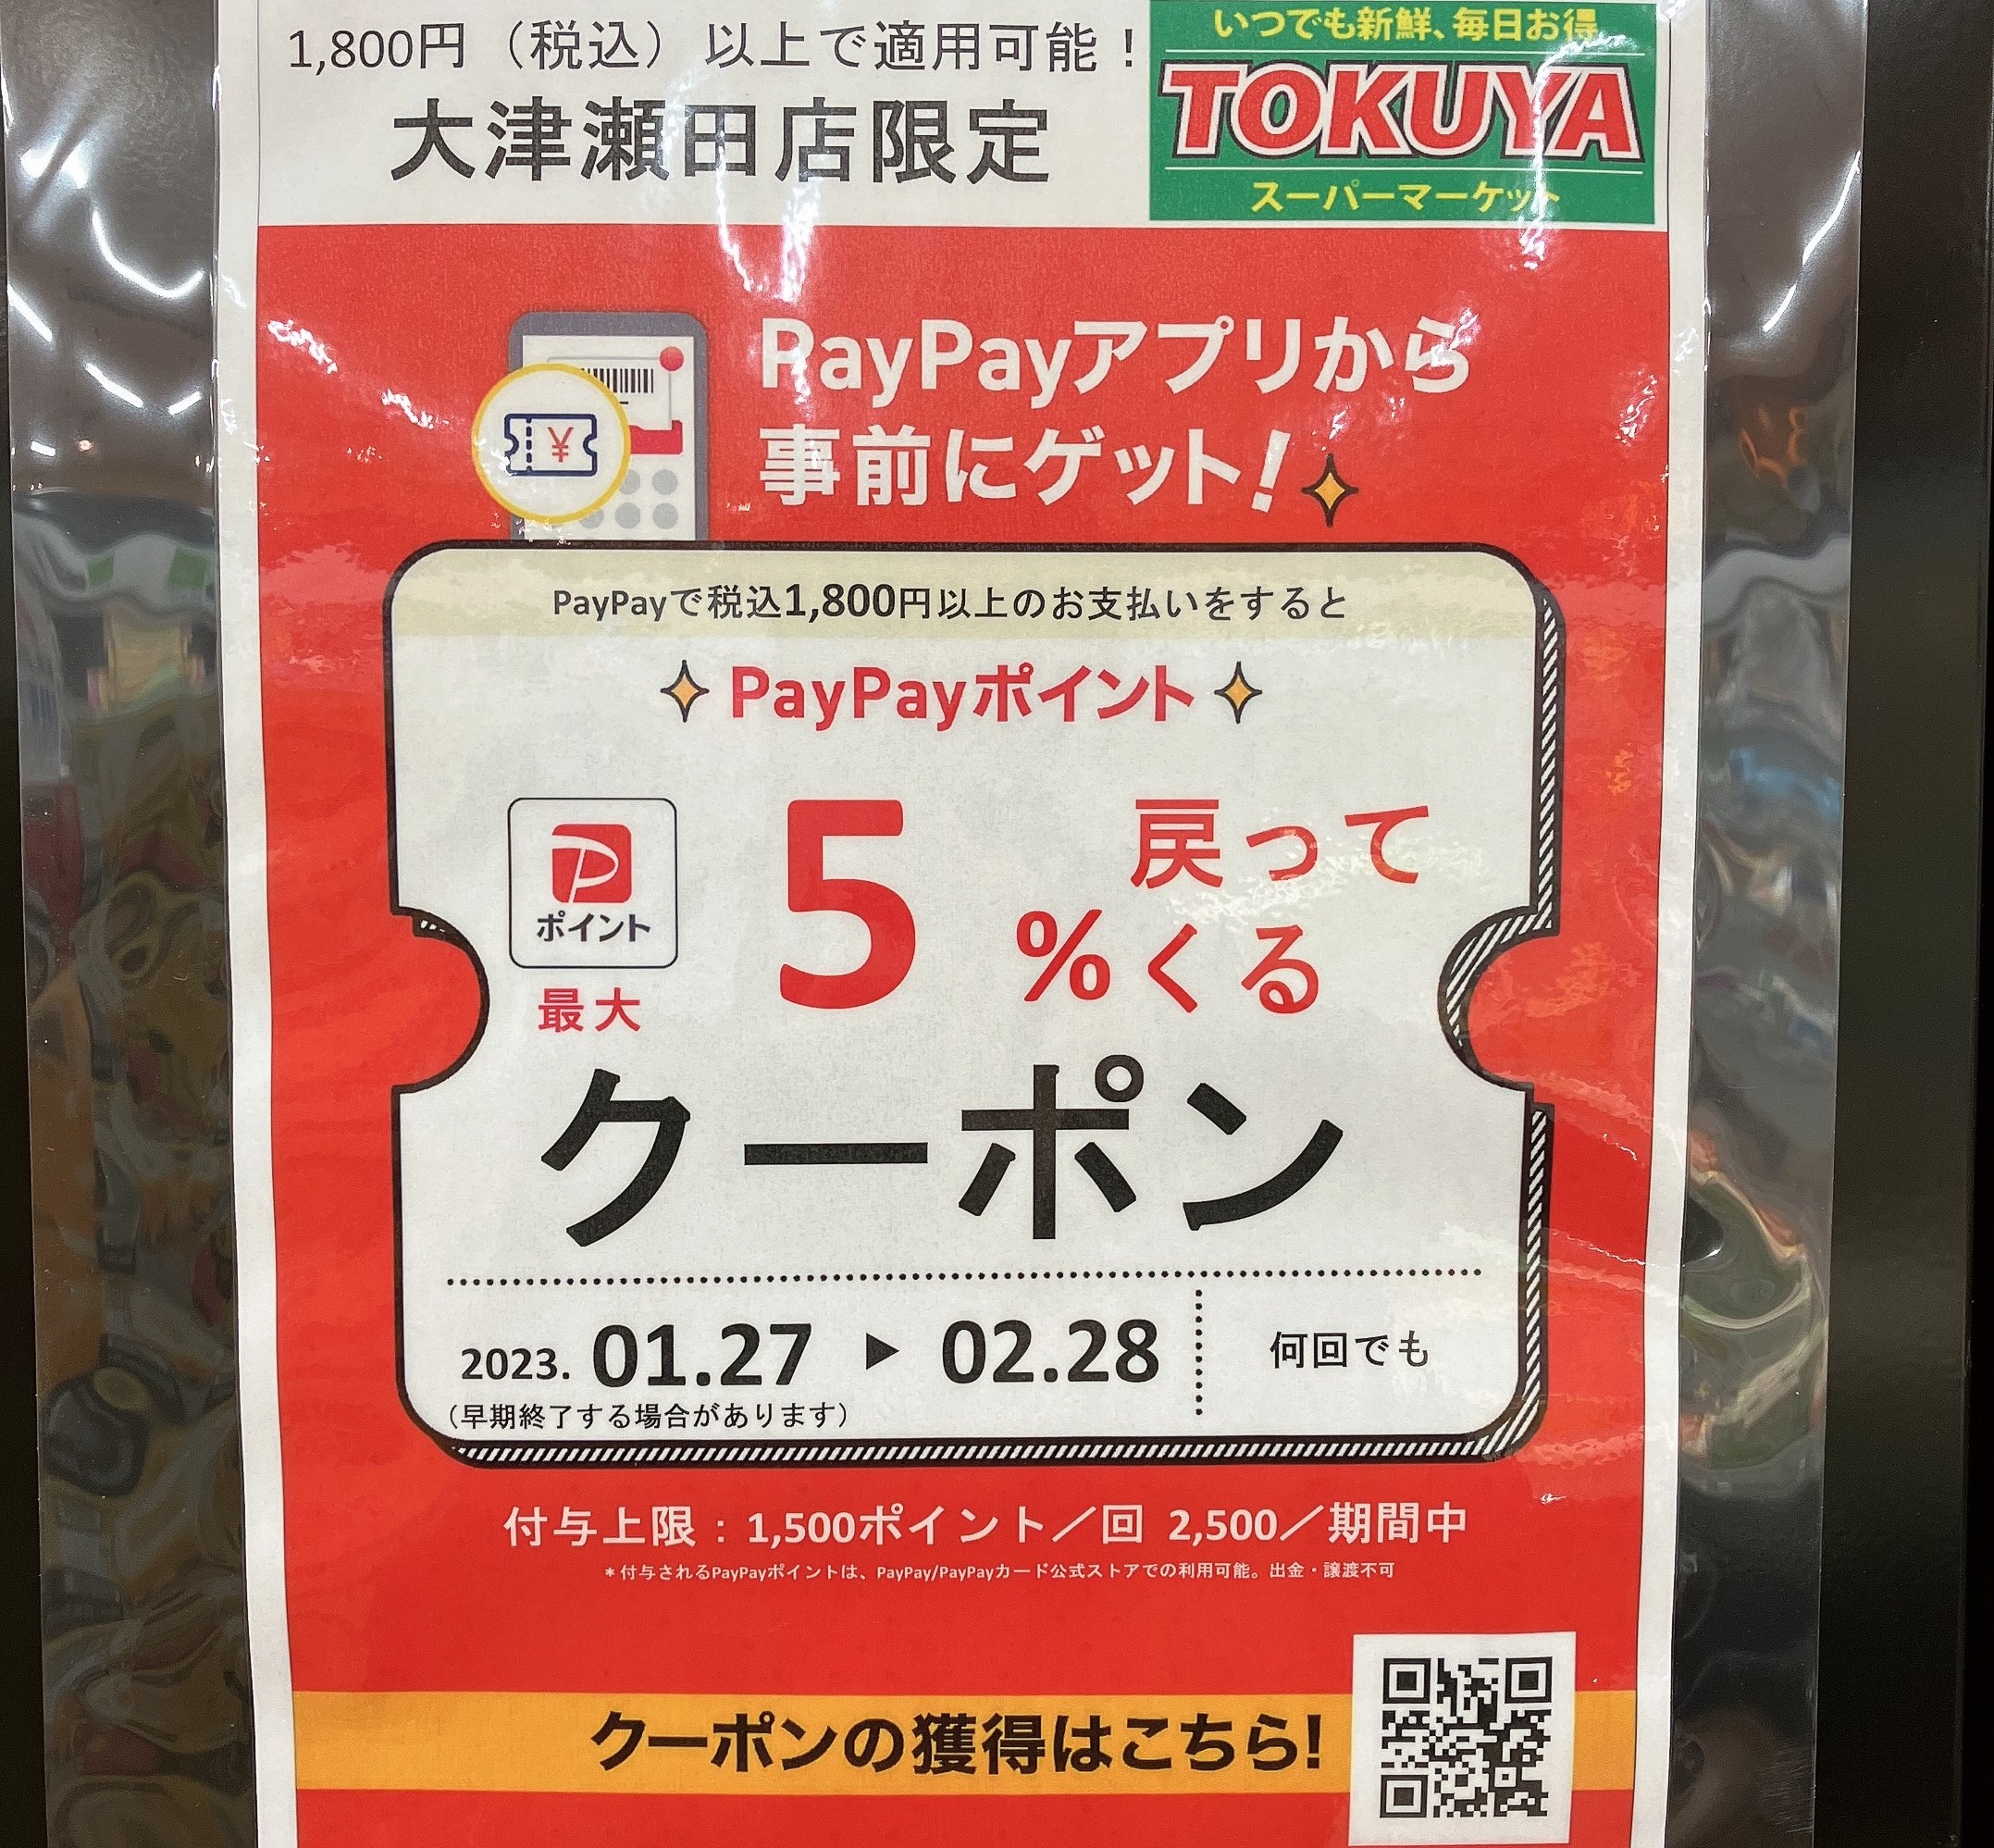 1,800円（税込）以上で適用可能！
大津瀬田店限定
いつでも新鮮、毎日お得
TOKUYA
スーパーマーケット
PayPayアプリから
事前にゲット！
¥
PayPayで税込1,800円以上のお支払いをすると
PayPayポイント
P
ポイント
最大
5%戻ってくる
クーポン
2023. 01.27 ▶ 02.28
何回でも
（早期終了する場合があります）
付与上限：1,500ポイント／回 2,500／期間中
＊付与されるPayPayポイントは、PayPay/PayPayカード公式ストアでの利用可能。出金・譲渡不可
クーポンの獲得はこちら！